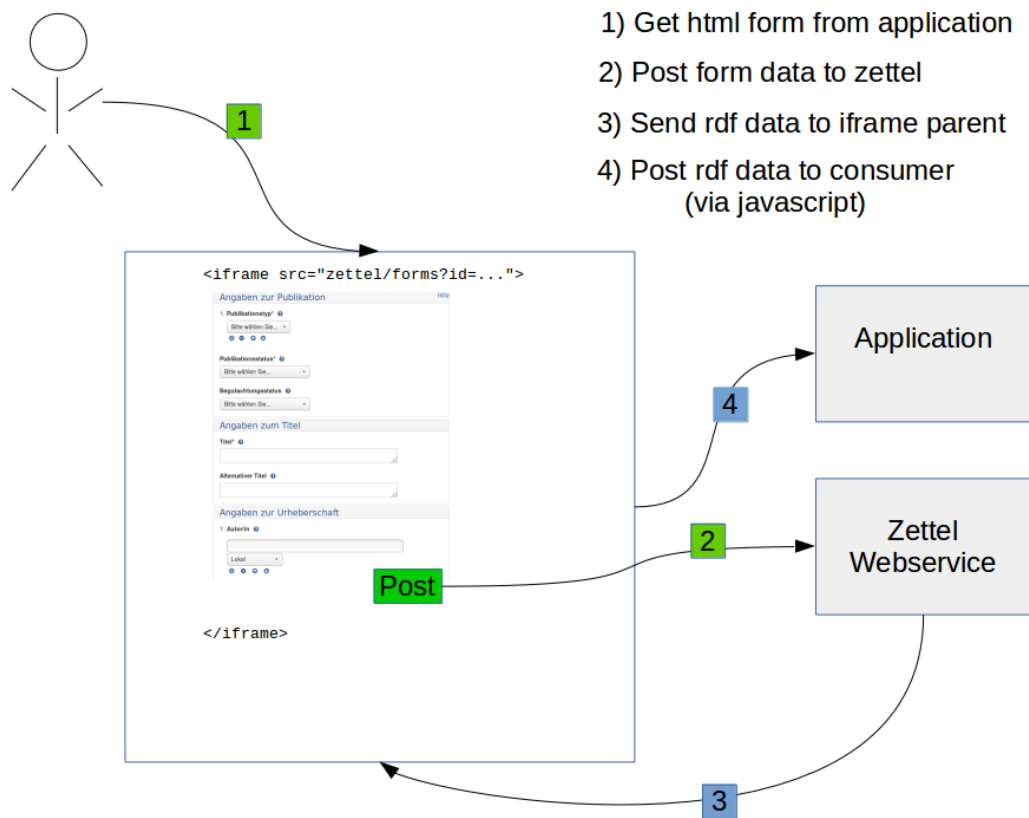 1) Get html form from application
2) Post form data to zettel
3) Send rdf data to iframe parent
4) Post rdf data to consumer
(via javascript)
1
<iframe src="zettel/forms?id=...">
Angaben zur Publikation
Hilfe
1. Publikationstyp*
Bitte wählen Sie...
Publikationsstatus*
Bitte wählen Sie...
Begutachtungsstatus
Bitte wählen Sie...
Angaben zum Titel
Titel*
Alternativer Titel
Angaben zur Urheberschaft
1. Autor/in
Lokal
Post
</iframe>
Application
4
2
Zettel
Webservice
3